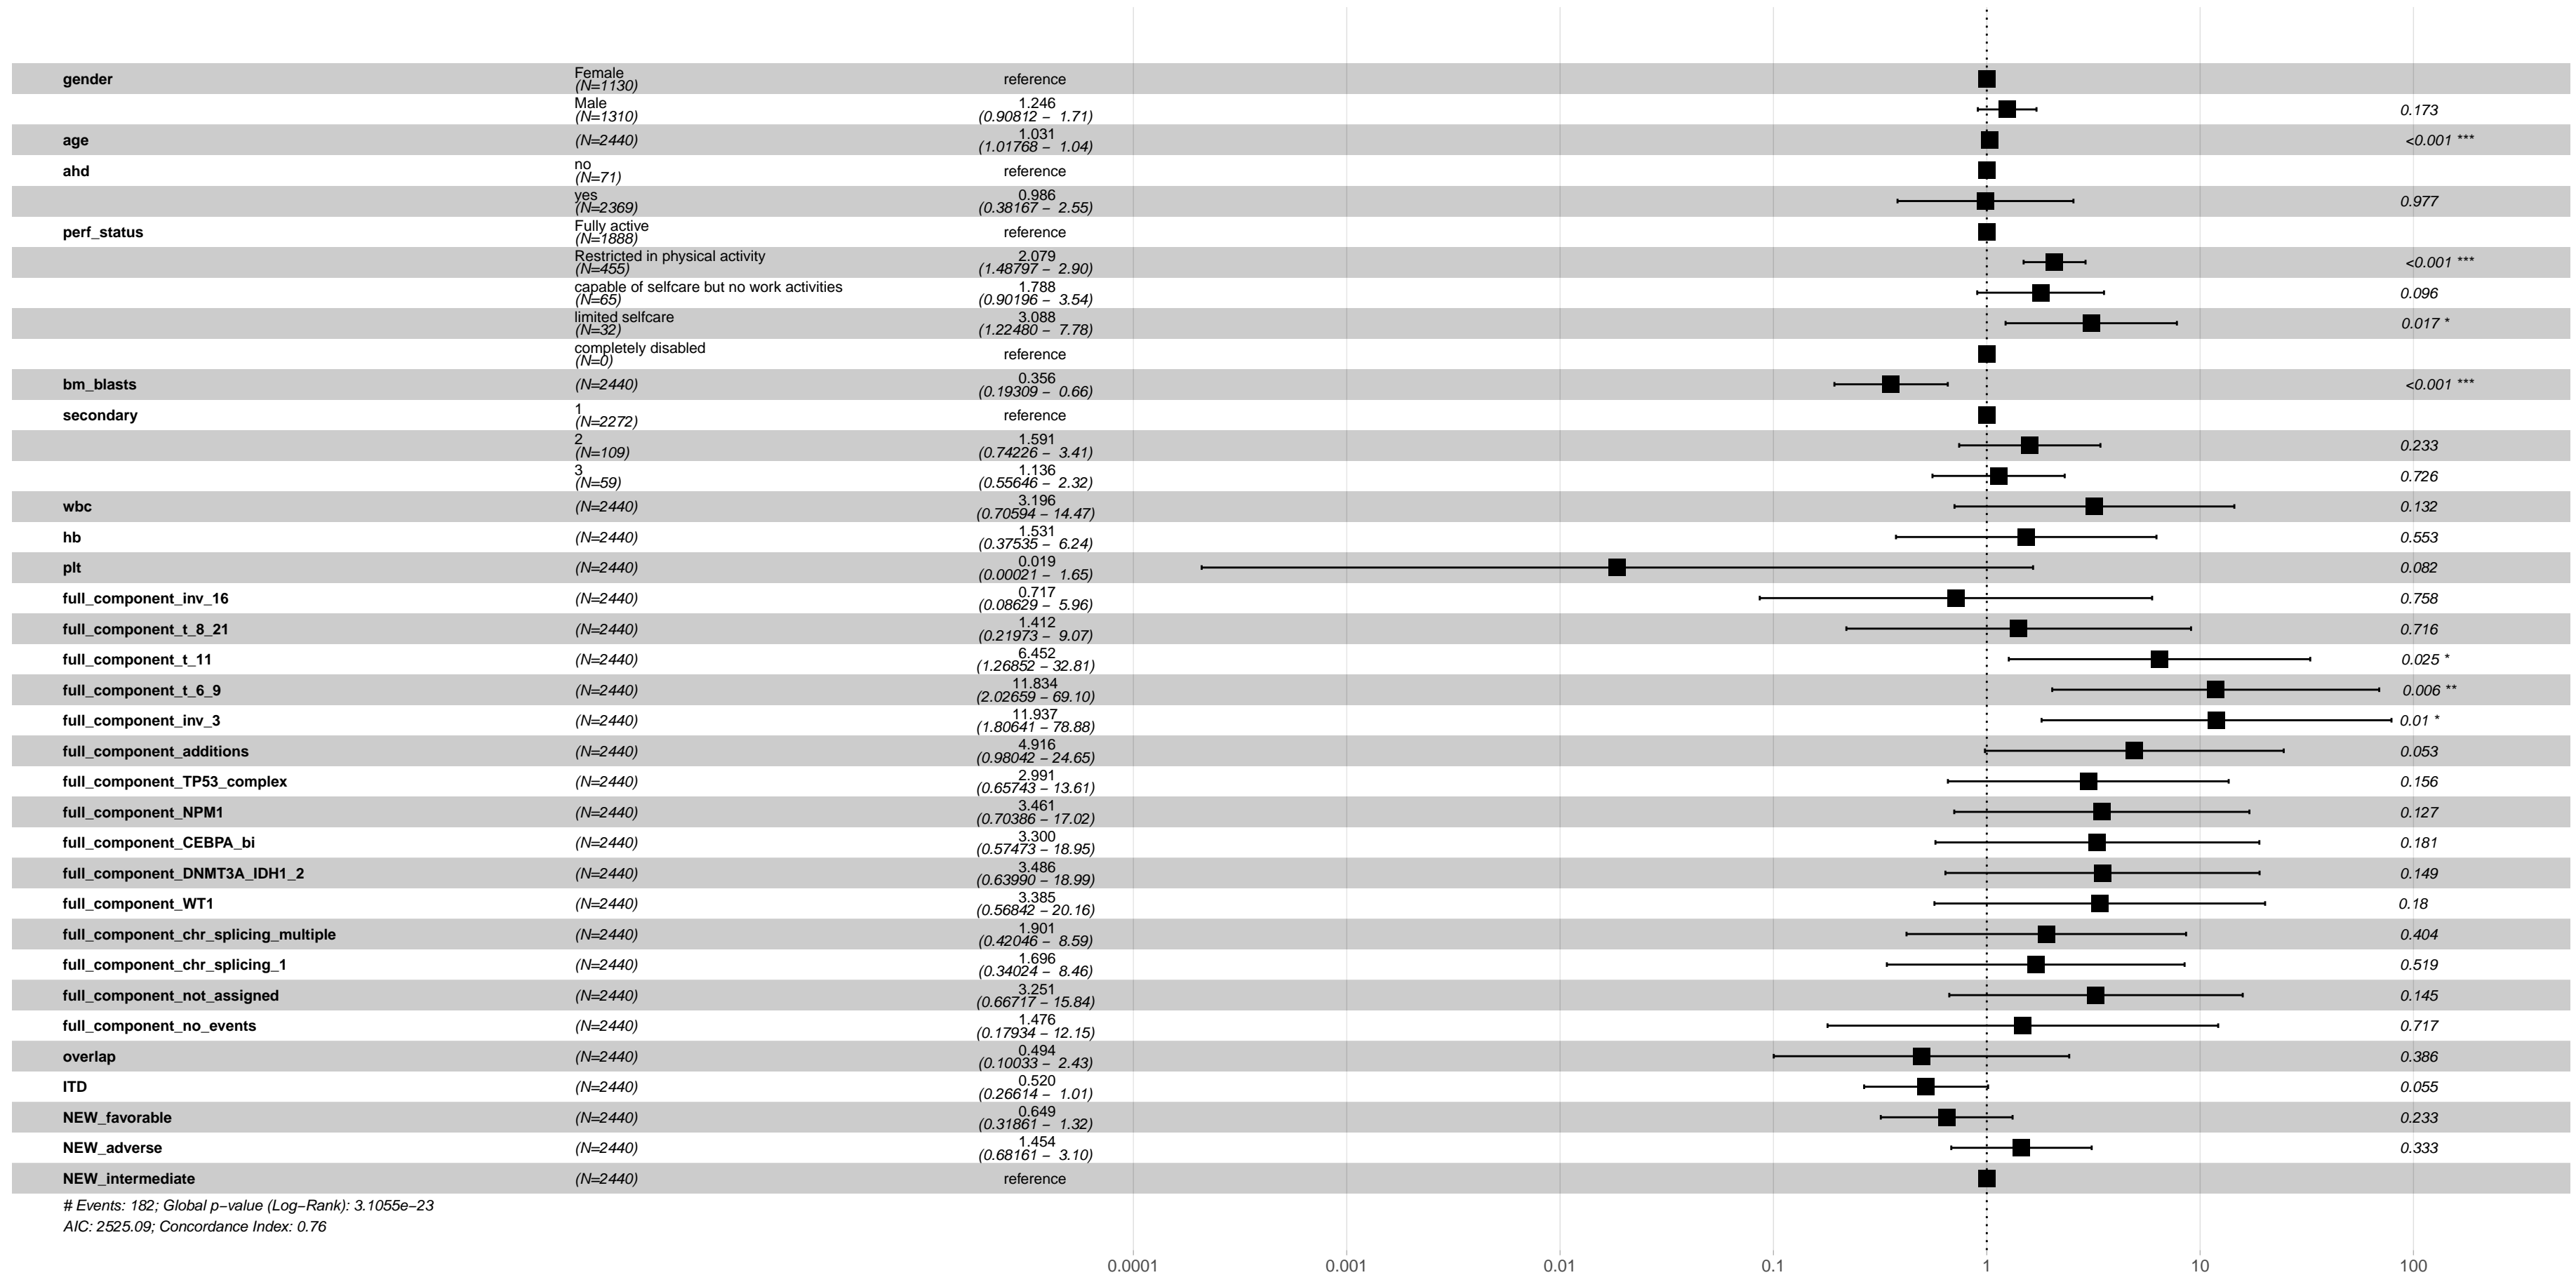 gender Female reference
(N=1130)
Male 1.246
(N=1310) (0.90812 – 1.71) 0.173
age (N=2440) 1.031 <0.001 ***
(1.01768 – 1.04)
ahd no reference
(N=71)
yes 0.986
(N=2369) (0.38167 – 2.55) 0.977
perf_status Fully active reference
(N=1888)
Restricted in physical activity 2.079
(N=455) (1.48797 – 2.90) <0.001 ***
capable of selfcare but no work activities 1.788
(N=65) (0.90196 – 3.54) 0.096
limited selfcare 3.088
(N=32) (1.22480 – 7.78) 0.017 *
completely disabled reference
(N=0)
bm_blasts (N=2440) 0.356 <0.001 ***
(0.19309 – 0.66)
secondary 1 reference
(N=2272)
2 1.591
(N=109) (0.74226 – 3.41) 0.233
3 1.136
(N=59) (0.55646 – 2.32) 0.726
wbc (N=2440) 3.196 0.132
(0.70594 – 14.47)
hb (N=2440) 1.531 0.553
(0.37535 – 6.24)
plt (N=2440) 0.019 0.082
(0.00021 – 1.65)
full_component_inv_16 (N=2440) 0.717 0.758
(0.08629 – 5.96)
full_component_t_8_21 (N=2440) 1.412 0.716
(0.21973 – 9.07)
full_component_t_11 (N=2440) 6.452 0.025 *
(1.26852 – 32.81)
full_component_t_6_9 (N=2440) 11.834 0.006 **
(2.02659 – 69.10)
full_component_inv_3 (N=2440) 11.937 0.01 *
(1.80641 – 78.88)
full_component_additions (N=2440) 4.916 0.053
(0.98042 – 24.65)
full_component_TP53_complex (N=2440) 2.991 0.156
(0.65743 – 13.61)
full_component_NPM1 (N=2440) 3.461 0.127
(0.70386 – 17.02)
full_component_CEBPA_bi (N=2440) 3.300 0.181
(0.57473 – 18.95)
full_component_DNMT3A_IDH1_2 (N=2440) 3.486 0.149
(0.63990 – 18.99)
full_component_WT1 (N=2440) 3.385 0.18
(0.56842 – 20.16)
full_component_chr_splicing_multiple (N=2440) 1.901 0.404
(0.42046 – 8.59)
full_component_chr_splicing_1 (N=2440) 1.696 0.519
(0.34024 – 8.46)
full_component_not_assigned (N=2440) 3.251 0.145
(0.66717 – 15.84)
full_component_no_events (N=2440) 1.476 0.717
(0.17934 – 12.15)
overlap (N=2440) 0.494 0.386
(0.10033 – 2.43)
ITD (N=2440) 0.520 0.055
(0.26614 – 1.01)
NEW_favorable (N=2440) 0.649 0.233
(0.31861 – 1.32)
NEW_adverse (N=2440) 1.454 0.333
(0.68161 – 3.10)
NEW_intermediate (N=2440) reference
# Events: 182; Global p−value (Log−Rank): 3.1055e−23
AIC: 2525.09; Concordance Index: 0.76
0.0001 0.001 0.01 0.1 1 10 100